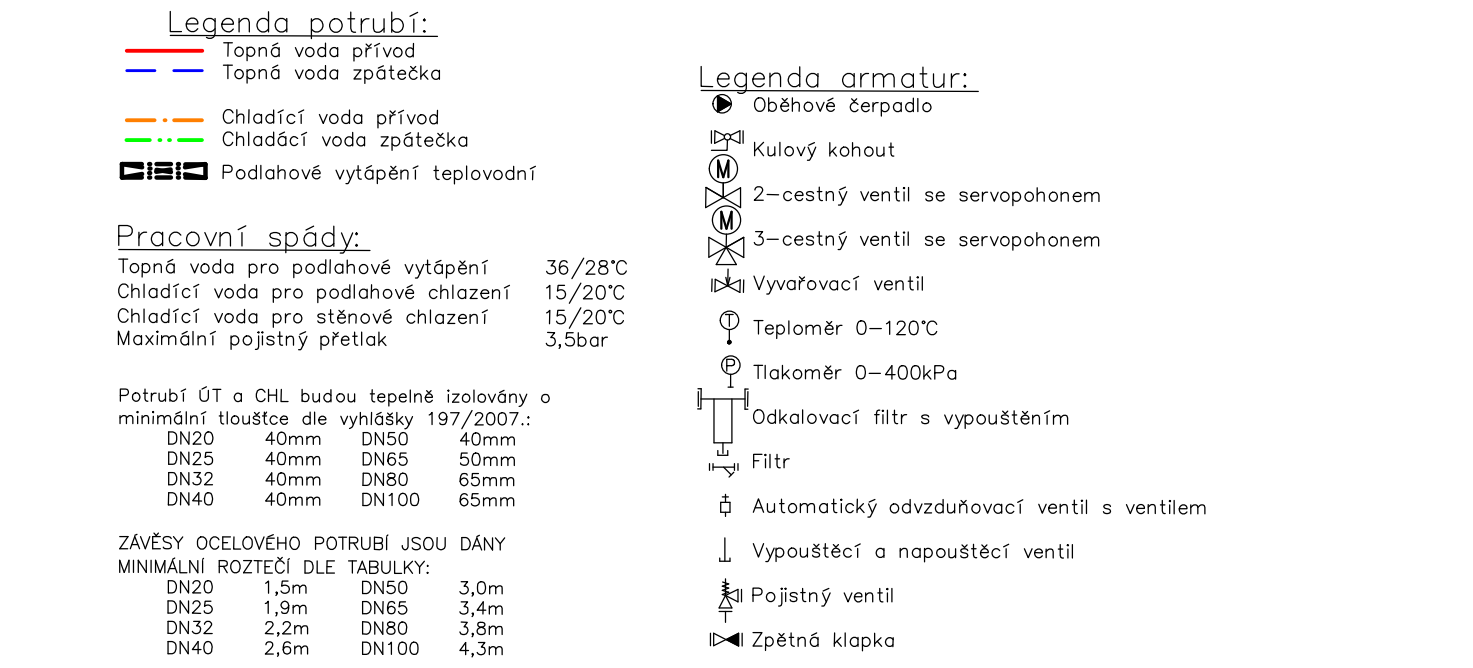 Legenda potrubí:
Topná voda přívod
Topná voda zpátečka
Chladící voda přívod
Chladácí voda zpátečka
Podlahové vytápění teplovodní
Pracovní spády:
Topná voda pro podlahové vytápění 36/28°C
Chladící voda pro podlahové chlazení 15/20°C
Chladící voda pro stěnové chlazení 15/20°C
Maximální pojistný přetlak 3,5bar
Potrubí ÚT a CHL budou tepelně izolovány o
minimální tloušťce dle vyhlášky 197/2007.:
DN20 40mm DN50 40mm
DN25 40mm DN65 50mm
DN32 40mm DN80 65mm
DN40 40mm DN100 65mm
ZÁVĚSY OCELOVÉHO POTRUBÍ JSOU DÁNY
MINIMÁLNÍ ROZTEČÍ DLE TABULKY:
DN20 1,5m DN50 3,0m
DN25 1,9m DN65 3,4m
DN32 2,2m DN80 3,8m
DN40 2,6m DN100 4,3m
Legenda armatur:
Oběhové čerpadlo
Kulový kohout
M
2-cestný ventil se servopohonem
M
3-cestný ventil se servopohonem
Vyvařovací ventil
T
Teploměr 0-120°C
P
Tlakoměr 0-400kPa
Odkalovací filtr s vypouštěním
Filtr
Automatický odvzduňovací ventil s ventilem
Vypouštěcí a napouštěcí ventil
Pojistný ventil
Zpětná klapka